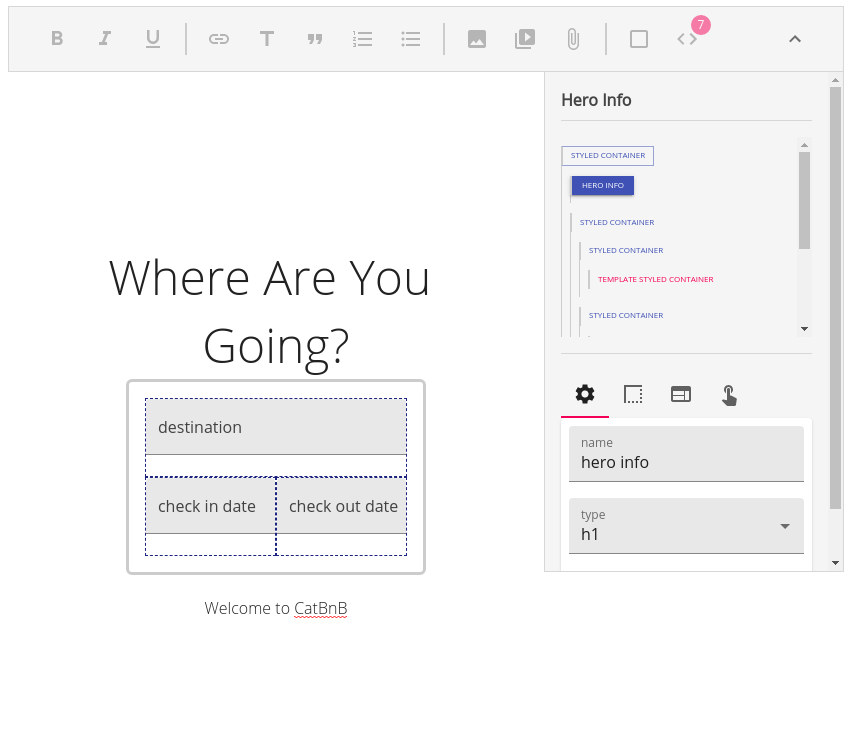 7
Hero Info
STYLED CONTAINER
HERO INFO
STYLED CONTAINER
STYLED CONTAINER
TEMPLATE STYLED CONTAINER
STYLED CONTAINER
name
hero info
type
h1
Where Are You
Going?
destination
check in date check out date
Welcome to CatBnB